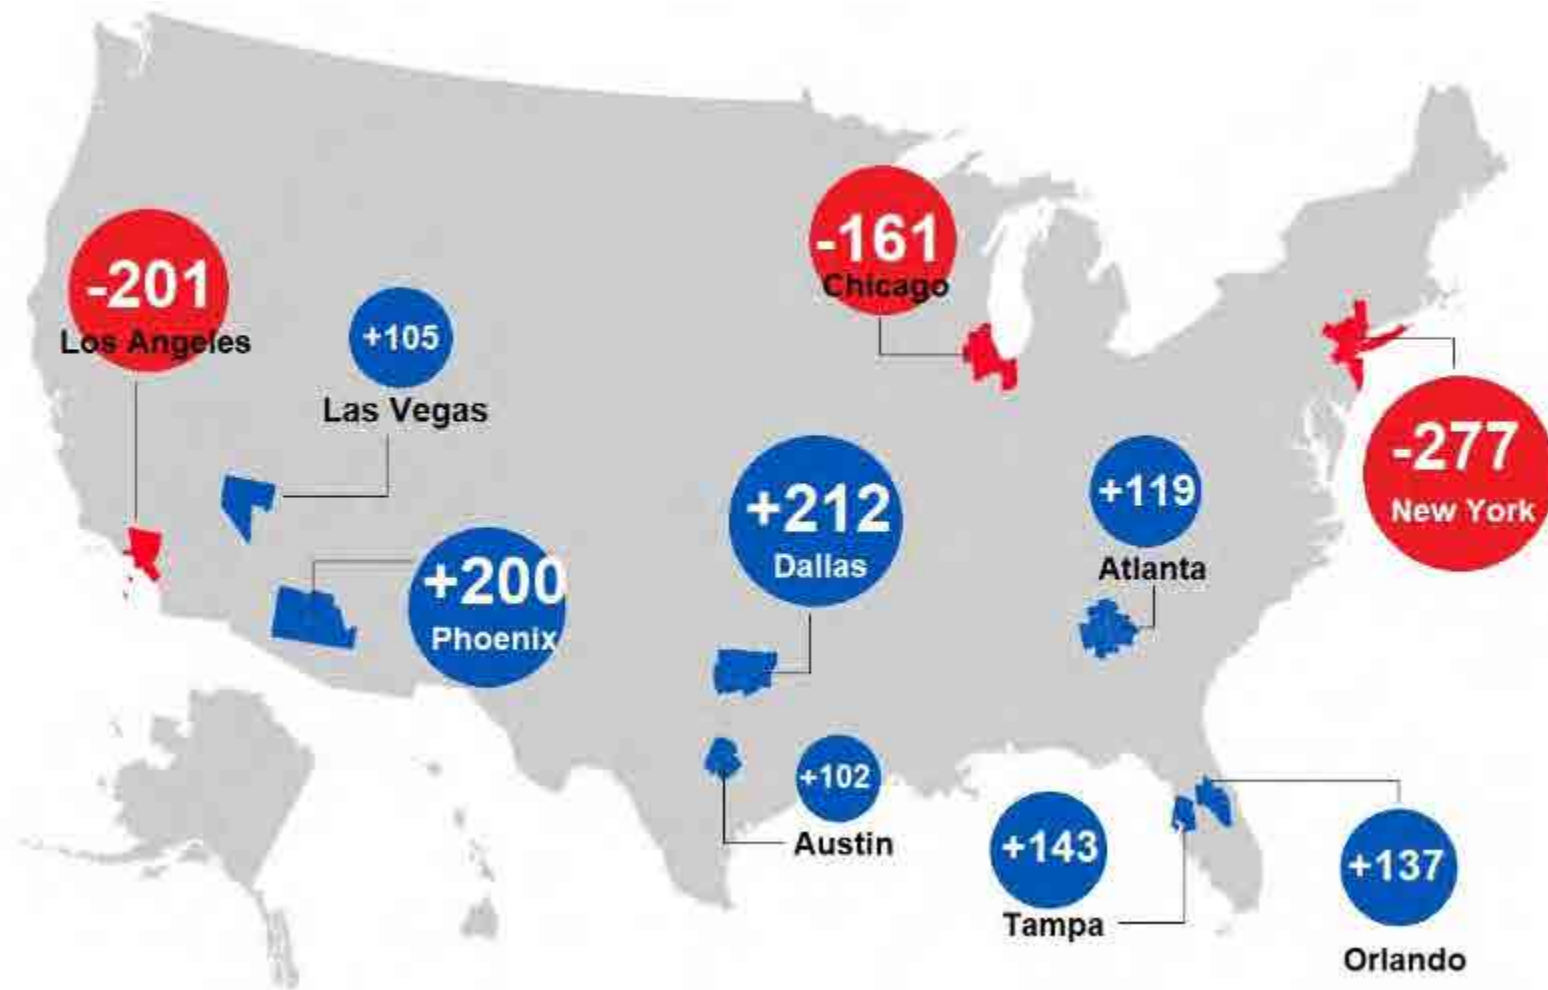 -161
Chicago
-201
Los Angeles
+105
Las Vegas
-277
New York
+212
Dallas
+119
Atlanta
+200
Phoenix
+102
Austin
+143
Tampa
+137
Orlando